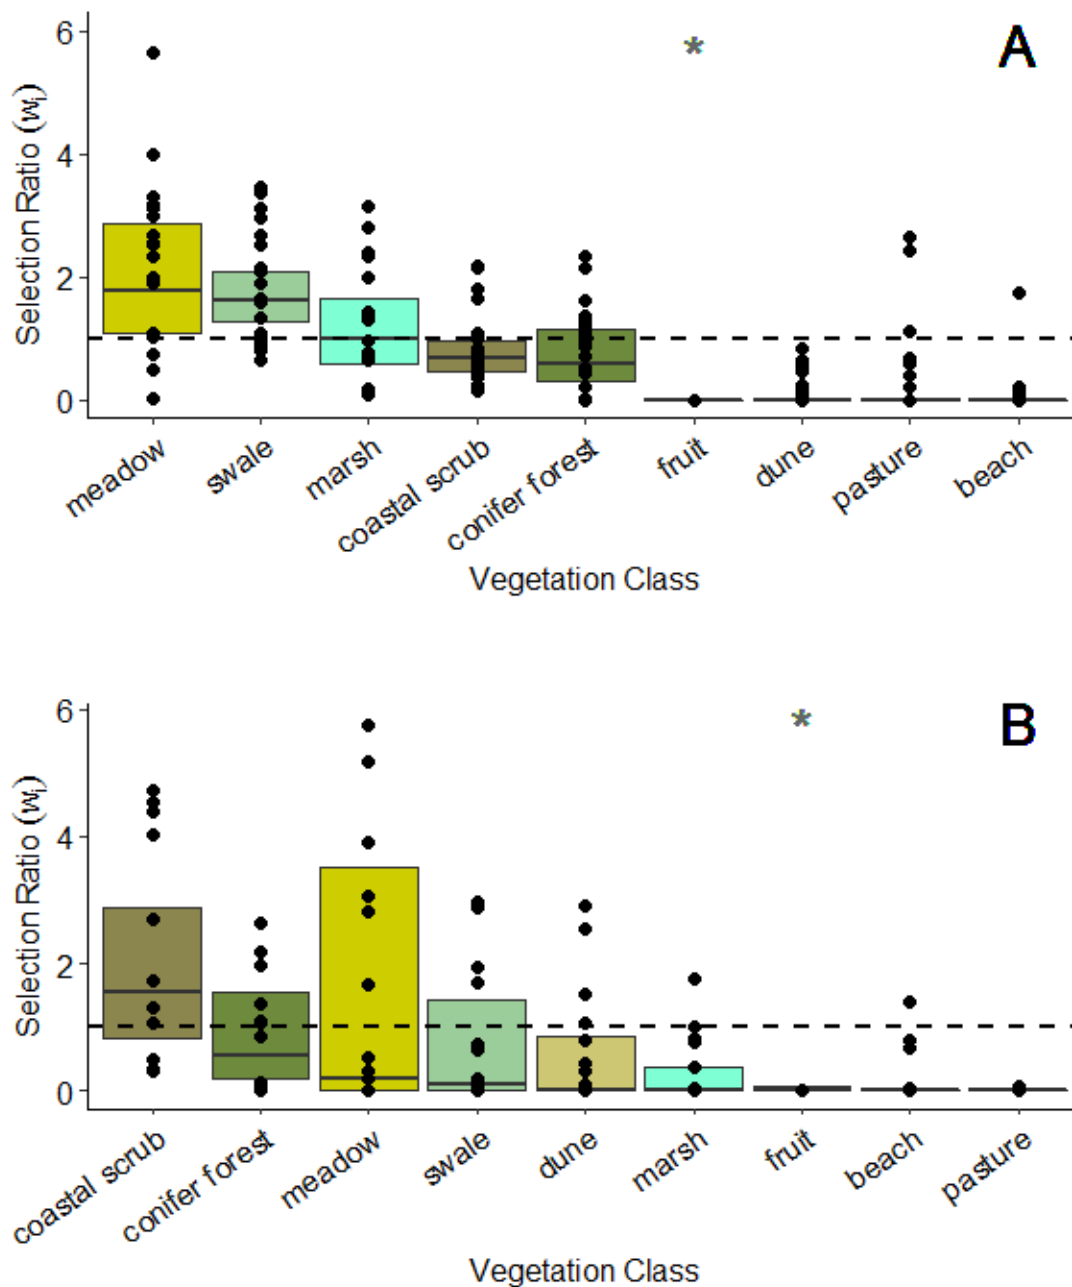 A
Selection Ratio (wi)
6
4
2
0
*
meadow
swale
marsh
coastal scrub
conifer forest
fruit
dune
pasture
beach
Vegetation Class
B
Selection Ratio (wi)
6
4
2
0
*
coastal scrub
conifer forest
meadow
swale
dune
marsh
fruit
beach
pasture
Vegetation Class